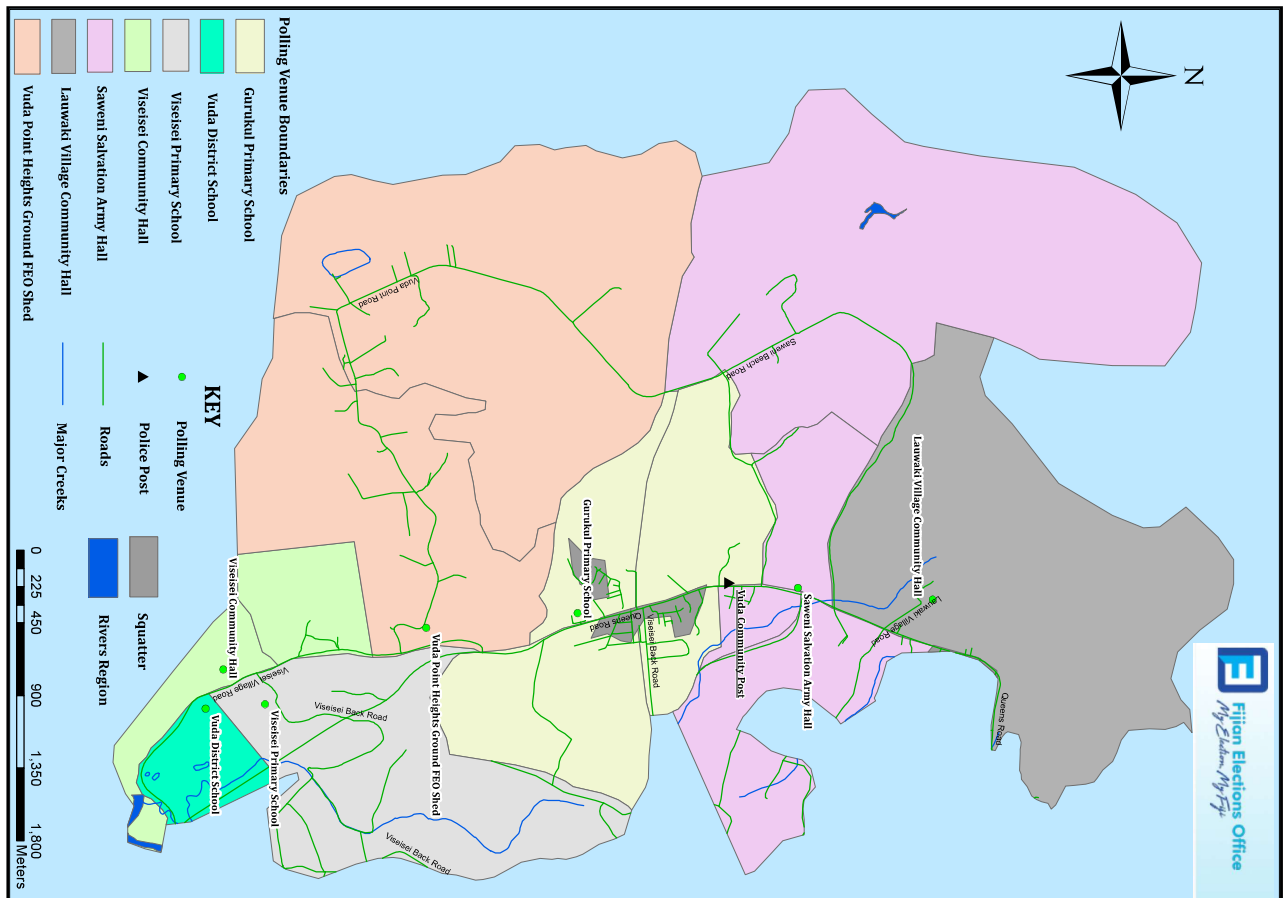 N
Fijian Elections Office
My Election, My Fiji
Polling Venue Boundaries
Gurukul Primary School
Vuda District School
Viseisei Primary School
Viseisei Community Hall
Saweni Salvation Army Hall
Lauwaki Village Community Hall
Vuda Point Heights Ground FEO Shed
KEY
Polling Venue
Police Post
Roads
Major Creeks
Squatter
Rivers Region
0 225 450 900 1,350 1,800
Meters
Lauwaki Village Community Hall
Lauwaki Village Road
Queens Road
Saweni Salvation Army Hall
Saweni Beach Road
Vuda Community Post
Viseisei Back Road
Queens Road
Gurukul Primary School
Vuda Point Road
Vuda Point Heights Ground FEO Shed
Viseisei Back Road
Viseisei Back Road
Viseisei Primary School
Viseisei Village Road
Viseisei Community Hall
Vuda District School